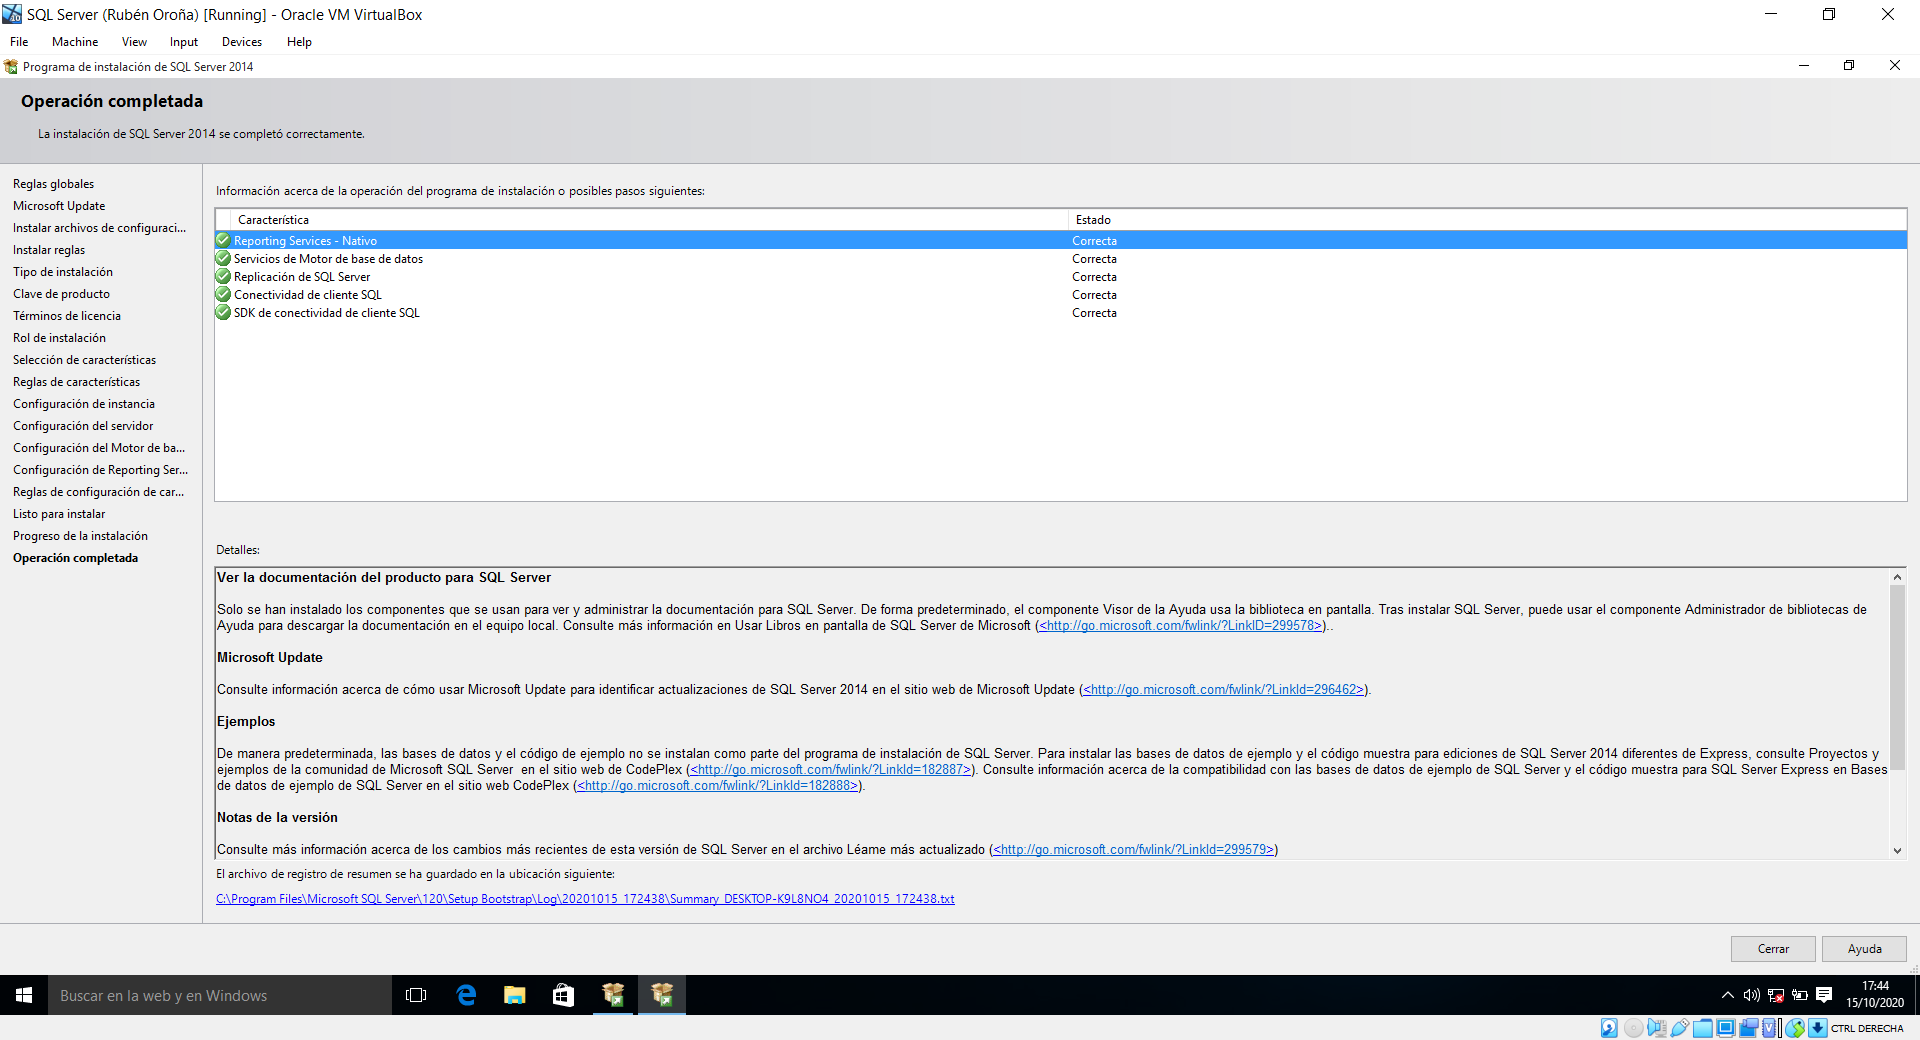 SQL Server (Rubén Oroña) [Running] - Oracle VM VirtualBox
File Machine View Input Devices Help
Programa de instalación de SQL Server 2014
Operación completada
La instalación de SQL Server 2014 se completó correctamente.
Reglas globales
Microsoft Update
Instalar archivos de configuraci...
Instalar reglas
Tipo de instalación
Clave de producto
Términos de licencia
Rol de instalación
Selección de características
Reglas de características
Configuración de instancia
Configuración del servidor
Configuración del Motor de ba...
Configuración de Reporting Ser...
Reglas de configuración de car...
Listo para instalar
Progreso de la instalación
Operación completada
Información acerca de la operación del programa de instalación o posibles pasos siguientes:
Característica Estado
Reporting Services - Nativo Correcta
Servicios de Motor de base de datos Correcta
Replicación de SQL Server Correcta
Conectividad de cliente SQL Correcta
SDK de conectividad de cliente SQL Correcta
Detalles:
Ver la documentación del producto para SQL Server
Solo se han instalado los componentes que se usan para ver y administrar la documentación para SQL Server. De forma predeterminado, el componente Visor de la Ayuda usa la biblioteca en pantalla. Tras instalar SQL Server, puede usar el componente Administrador de bibliotecas de
Ayuda para descargar la documentación en el equipo local. Consulte más información en Usar Libros en pantalla de SQL Server de Microsoft (<http://go.microsoft.com/fwlink/?LinkID=299578>)..
Microsoft Update
Consulte información acerca de cómo usar Microsoft Update para identificar actualizaciones de SQL Server 2014 en el sitio web de Microsoft Update (<http://go.microsoft.com/fwlink/?LinkId=296462>).
Ejemplos
De manera predeterminada, las bases de datos y el código de ejemplo no se instalan como parte del programa de instalación de SQL Server. Para instalar las bases de datos de ejemplo y el código muestra para ediciones de SQL Server 2014 diferentes de Express, consulte Proyectos y
ejemplos de la comunidad de Microsoft SQL Server en el sitio web de CodePlex (<http://go.microsoft.com/fwlink/?LinkId=182887>). Consulte información acerca de la compatibilidad con las bases de datos de ejemplo de SQL Server y el código muestra para SQL Server Express en Bases
de datos de ejemplo de SQL Server en el sitio web CodePlex (<http://go.microsoft.com/fwlink/?LinkId=182888>).
Notas de la versión
Consulte más información acerca de los cambios más recientes de esta versión de SQL Server en el archivo Léame más actualizado (<http://go.microsoft.com/fwlink/?LinkId=299579>)
El archivo de registro de resumen se ha guardado en la ubicación siguiente:
C:\Program Files\Microsoft SQL Server\120\Setup Bootstrap\Log\20201015_172438\Summary_DESKTOP-K9L8NO4_20201015_172438.txt
Cerrar Ayuda
Buscar en la web y en Windows
17:44
15/10/2020
CTRL DERECHA